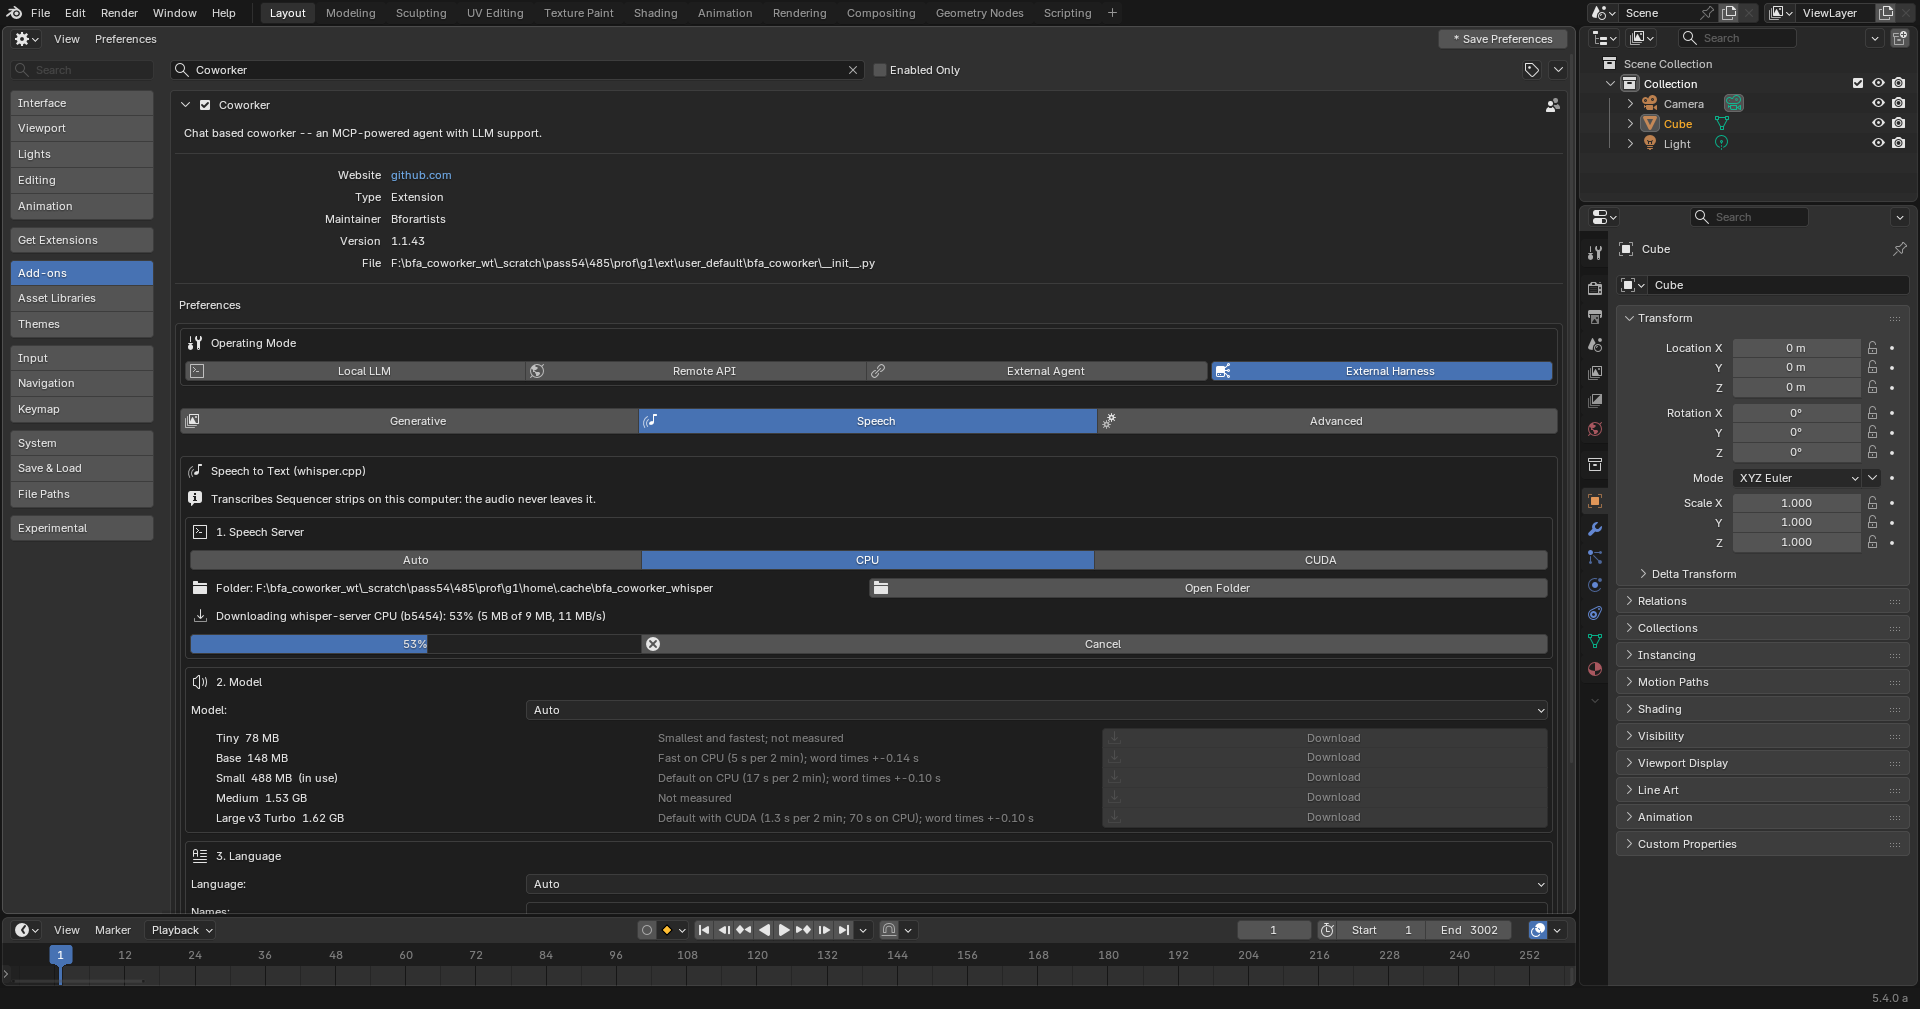 File Edit Render Window Help Layout Modeling Sculpting UV Editing Texture Paint Shading Animation Rendering Compositing Geometry Nodes Scripting + Scene ViewLayer
View Preferences * Save Preferences Search
Search Coworker Enabled Only
Scene Collection
Collection
Camera
Cube
Light
Interface
Viewport
Lights
Editing
Animation
Get Extensions
Add-ons
Asset Libraries
Themes
Input
Navigation
Keymap
System
Save & Load
File Paths
Experimental
Coworker
Chat based coworker -- an MCP-powered agent with LLM support.
Website github.com
Type Extension
Maintainer Bforartists
Version 1.1.43
File F:\bfa_coworker_wt\_scratch\pass54\485\prof\g1\ext\user_default\bfa_coworker\__init__.py
Preferences
Operating Mode
Local LLM Remote API External Agent External Harness
Generative Speech Advanced
Speech to Text (whisper.cpp)
Transcribes Sequencer strips on this computer: the audio never leaves it.
1. Speech Server
Auto CPU CUDA
Folder: F:\bfa_coworker_wt\_scratch\pass54\485\prof\g1\home\.cache\bfa_coworker_whisper Open Folder
Downloading whisper-server CPU (b5454): 53% (5 MB of 9 MB, 11 MB/s)
53% Cancel
2. Model
Model: Auto
Tiny 78 MB Smallest and fastest; not measured Download
Base 148 MB Fast on CPU (5 s per 2 min); word times +-0.14 s Download
Small 488 MB (in use) Default on CPU (17 s per 2 min); word times +-0.10 s Download
Medium 1.53 GB Not measured Download
Large v3 Turbo 1.62 GB Default with CUDA (1.3 s per 2 min; 70 s on CPU); word times +-0.10 s Download
3. Language
Language: Auto
Names:
Search
Cube
Cube
Transform
Location X 0 m
Y 0 m
Z 0 m
Rotation X 0°
Y 0°
Z 0°
Mode XYZ Euler
Scale X 1.000
Y 1.000
Z 1.000
Delta Transform
Relations
Collections
Instancing
Motion Paths
Shading
Visibility
Viewport Display
Line Art
Animation
Custom Properties
View Marker Playback 1 Start 1 End 3002
1 12 24 36 48 60 72 84 96 108 120 132 144 156 168 180 192 204 216 228 240 252
5.4.0 a